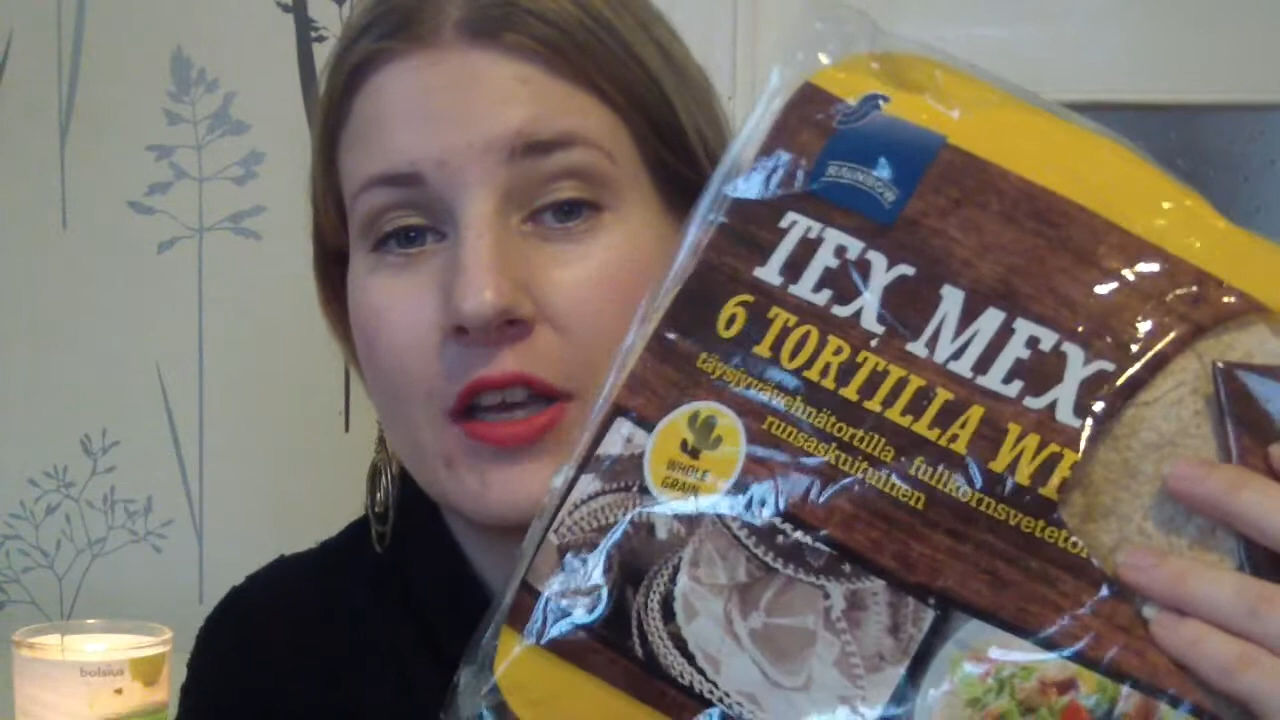 RAINBOW
TEX MEX
6 TORTILLA
täysjyvävehnätortilla · fullkornsvetetor
runsaskuituinen
WHOLE
GRAIN
bolsius